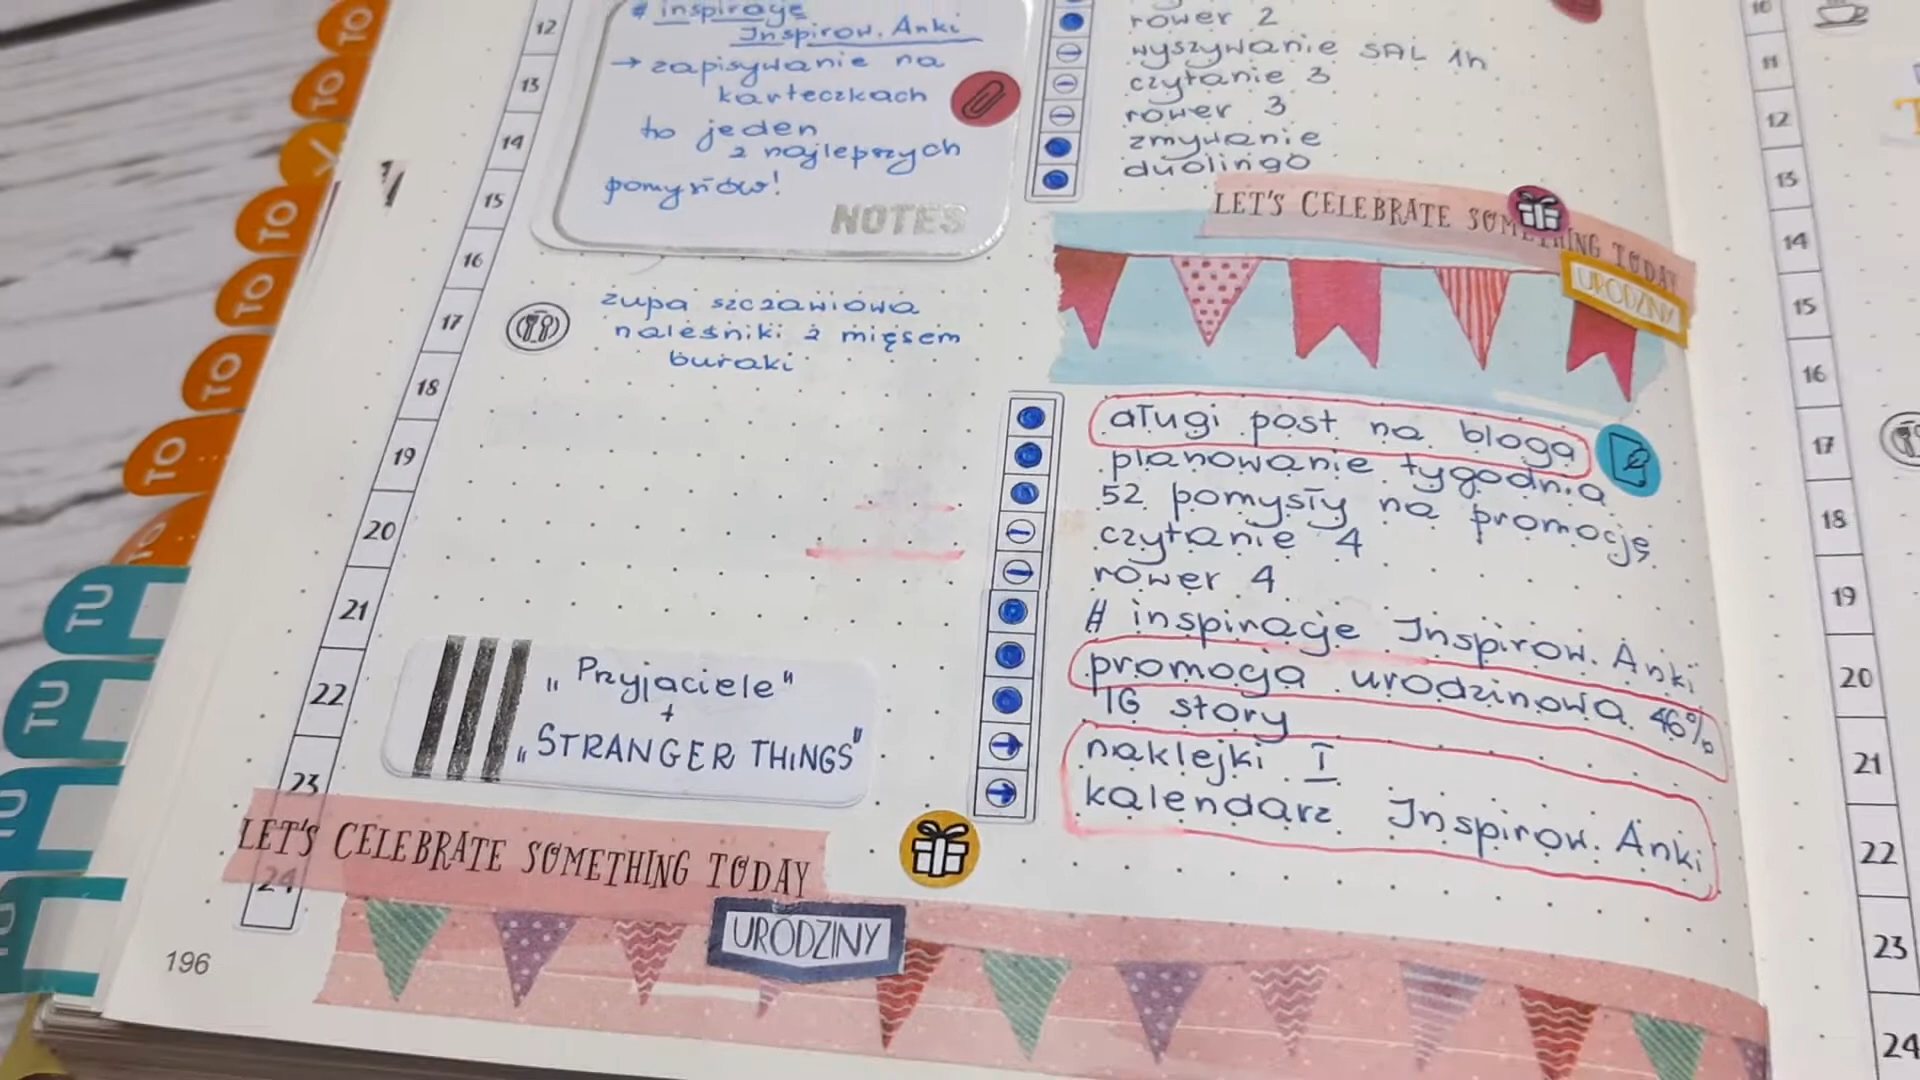 TO
TO
TO
TO
TO
TO
TO
TU
TU
TU
TU
12
13
14
15
16
17
18
19
20
21
22
23
24
# inspiracje
Inspirow. Anki
→ zapisywanie na
karteczkach
to jeden
z najlepszych
pomysłów!
NOTES
zupa szczawiowa
naleśniki z mięsem
buraki
"Przyjaciele"
+
"STRANGER THINGS"
LET'S CELEBRATE SOMETHING TODAY
URODZINY
196
rower 2
wyszywanie SAL 1h
czytanie 3
rower 3
zmywanie
duolingo
LET'S CELEBRATE SOMETHING TODAY
URODZINY
długi post na bloga
planowanie tygodnia
52 pomysły na promocję
czytanie 4
rower 4
# inspiracje Inspirow. Anki
promocja urodzinowa 46%
16 story
naklejki I
kalendarz Inspirow. Anki
10
11
12
13
14
15
16
17
18
19
20
21
22
23
24